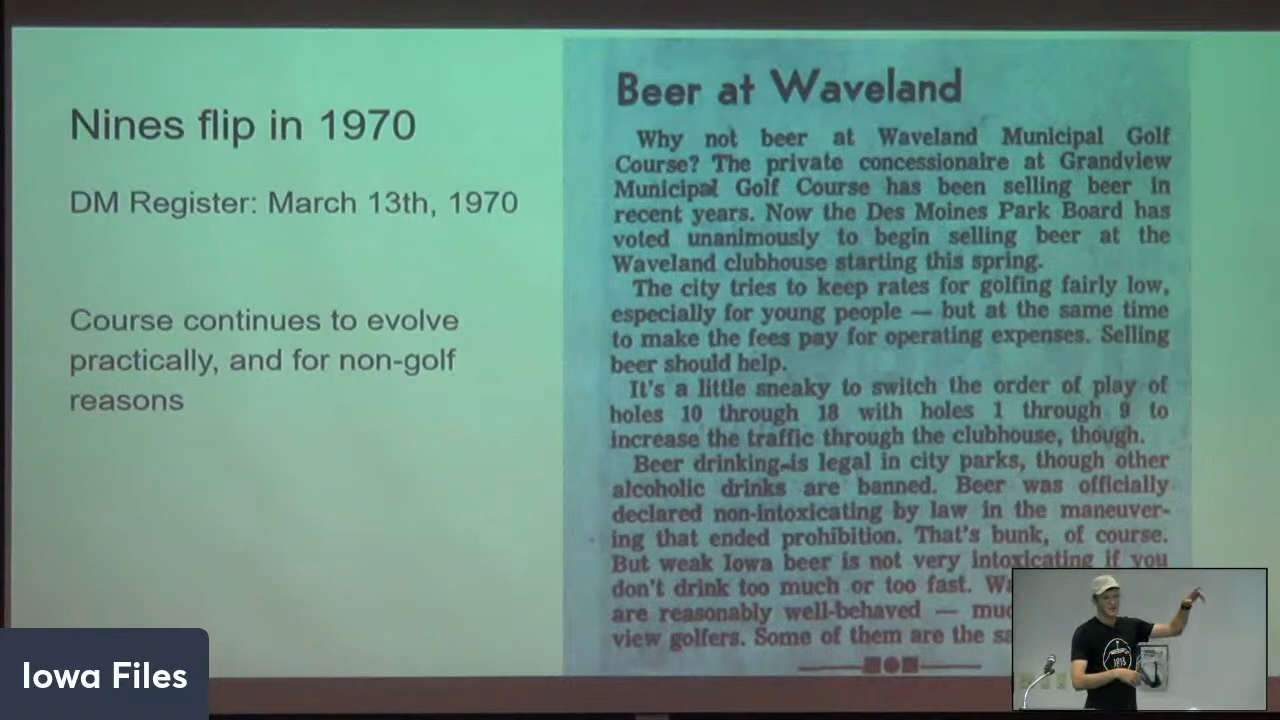 Nines flip in 1970
DM Register: March 13th, 1970
Course continues to evolve
practically, and for non-golf
reasons
Beer at Waveland
Why not beer at Waveland Municipal Golf
Course? The private concessionaire at Grandview
Municipal Golf Course has been selling beer in
recent years. Now the Des Moines Park Board has
voted unanimously to begin selling beer at the
Waveland clubhouse starting this spring.
The city tries to keep rates for golfing fairly low,
especially for young people — but at the same time
to make the fees pay for operating expenses. Selling
beer should help.
It's a little sneaky to switch the order of play of
holes 10 through 18 with holes 1 through 9 to
increase the traffic through the clubhouse, though.
Beer drinking is legal in city parks, though other
alcoholic drinks are banned. Beer was officially
declared non-intoxicating by law in the maneuver-
ing that ended prohibition. That's bunk, of course.
But weak Iowa beer is not very intoxicating if you
don't drink too much or too fast.
are reasonably well-behaved —
view golfers. Some of them are the
Iowa Files